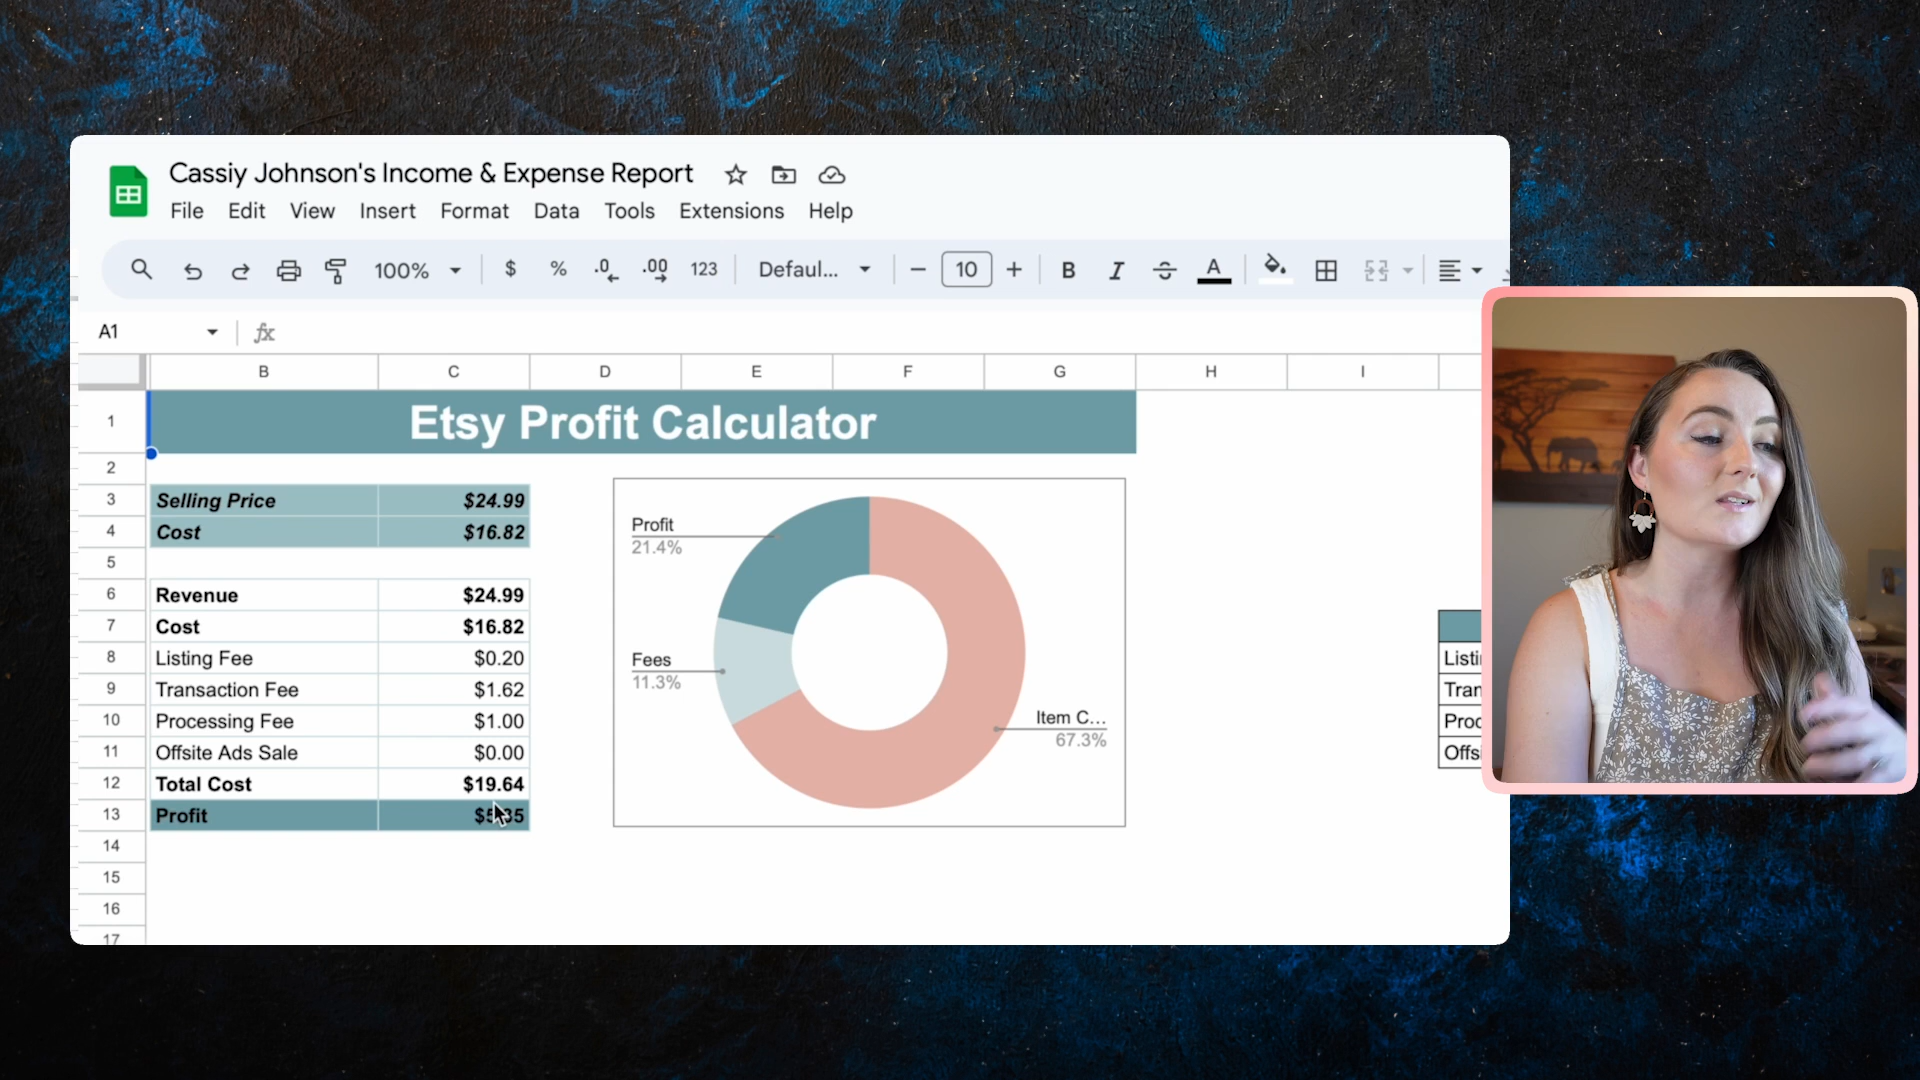 Cassiy Johnson's Income & Expense Report
File Edit View Insert Format Data Tools Extensions Help
100% $ % .0 .00 123 Defaul... 10 B I A
A1 fx
B C D E F G H I
1 Etsy Profit Calculator
2
3 Selling Price $24.99
4 Cost $16.82
5
6 Revenue $24.99
7 Cost $16.82
8 Listing Fee $0.20
9 Transaction Fee $1.62
10 Processing Fee $1.00
11 Offsite Ads Sale $0.00
12 Total Cost $19.64
13 Profit
14
15
16
17
Profit
21.4%
Fees
11.3%
Item C...
67.3%
Listi
Tran
Proc
Offsi